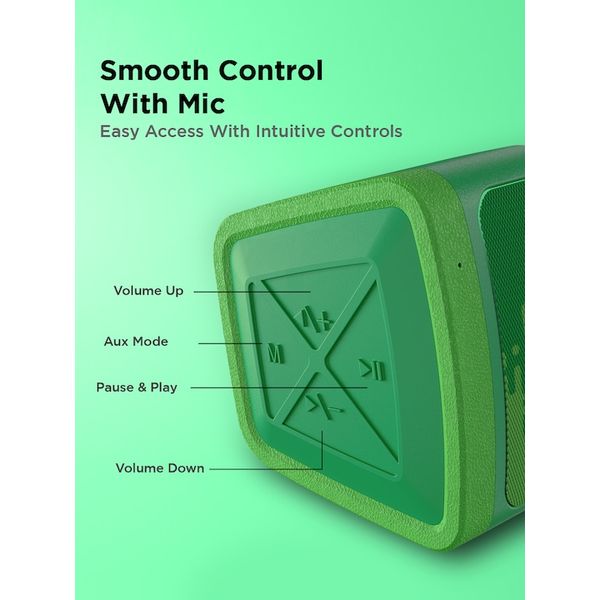 Smooth Control
With Mic
Easy Access With Intuitive Controls
Volume Up
Aux Mode
M
Pause & Play
Volume Down